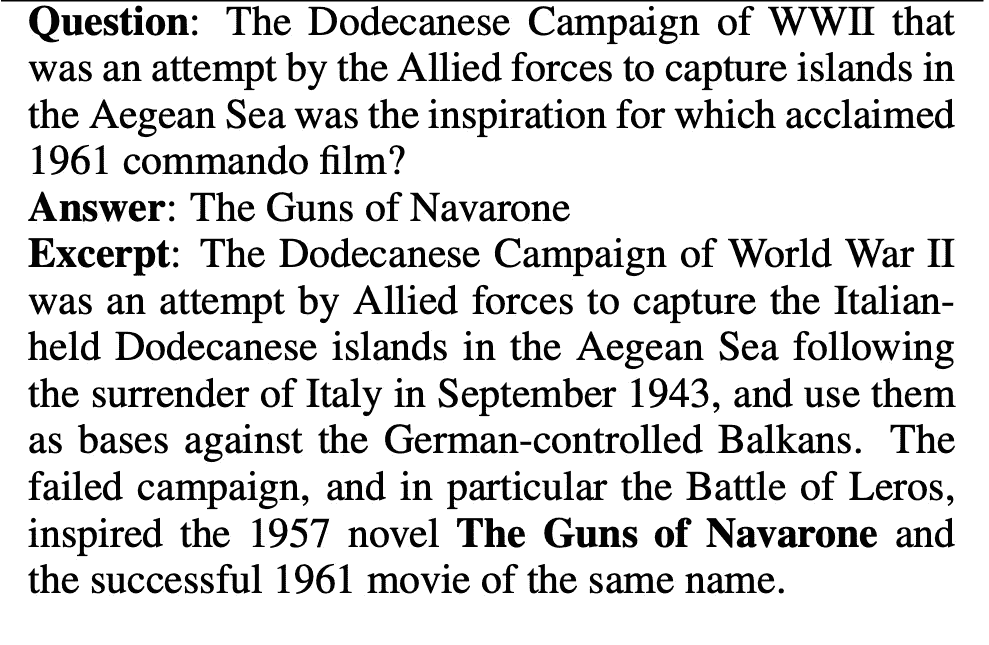 Question: The Dodecanese Campaign of WWII that
was an attempt by the Allied forces to capture islands in
the Aegean Sea was the inspiration for which acclaimed
1961 commando film?
Answer: The Guns of Navarone
Excerpt: The Dodecanese Campaign of World War II
was an attempt by Allied forces to capture the Italian-
held Dodecanese islands in the Aegean Sea following
the surrender of Italy in September 1943, and use them
as bases against the German-controlled Balkans. The
failed campaign, and in particular the Battle of Leros,
inspired the 1957 novel The Guns of Navarone and
the successful 1961 movie of the same name.